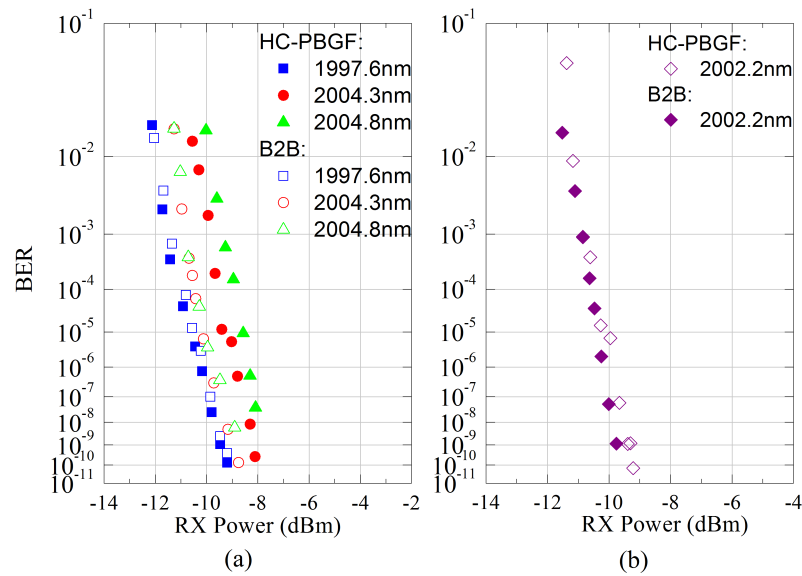 HC-PBGF:
1997.6nm
2004.3nm
2004.8nm
B2B:
1997.6nm
2004.3nm
2004.8nm
BER
10^-1
10^-2
10^-3
10^-4
10^-5
10^-6
10^-7
10^-8
10^-9
10^-10
10^-11
-14 -12 -10 -8 -6 -4 -2
RX Power (dBm)
(a)
HC-PBGF:
2002.2nm
B2B:
2002.2nm
10^-1
10^-2
10^-3
10^-4
10^-5
10^-6
10^-7
10^-8
10^-9
10^-10
10^-11
-14 -12 -10 -8 -6 -4
RX Power (dBm)
(b)